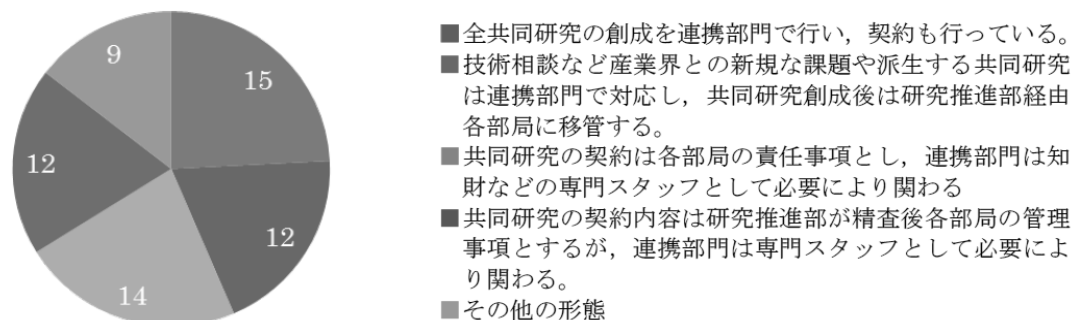 9
15
12
12
14
■全共同研究の創成を連携部門で行い，契約も行っている。
■技術相談など産業界との新規な課題や派生する共同研究
は連携部門で対応し，共同研究創成後は研究推進部経由
各部局に移管する。
■共同研究の契約は各部局の責任事項とし，連携部門は知
財などの専門スタッフとして必要により関わる
■共同研究の契約内容は研究推進部が精査後各部局の管理
事項とするが，連携部門は専門スタッフとして必要によ
り関わる。
■その他の形態